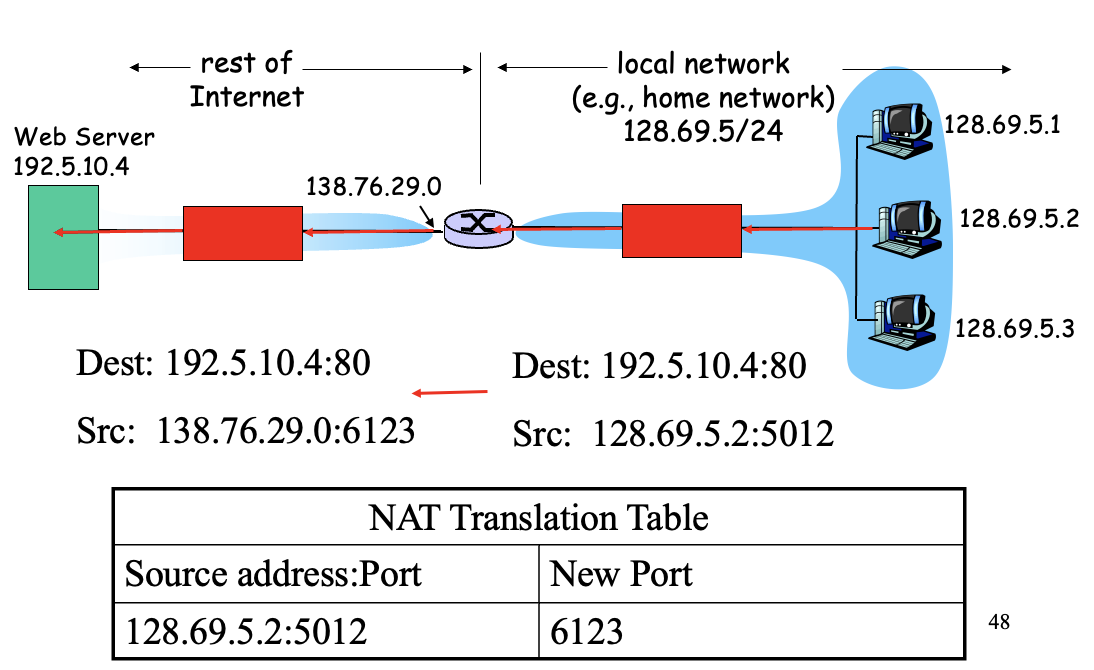 rest of
Internet
local network
(e.g., home network)
128.69.5/24
Web Server
192.5.10.4
138.76.29.0
128.69.5.1
128.69.5.2
128.69.5.3
Dest: 192.5.10.4:80
Src: 138.76.29.0:6123
Dest: 192.5.10.4:80
Src: 128.69.5.2:5012
NAT Translation Table
Source address:Port
New Port
128.69.5.2:5012
6123
48